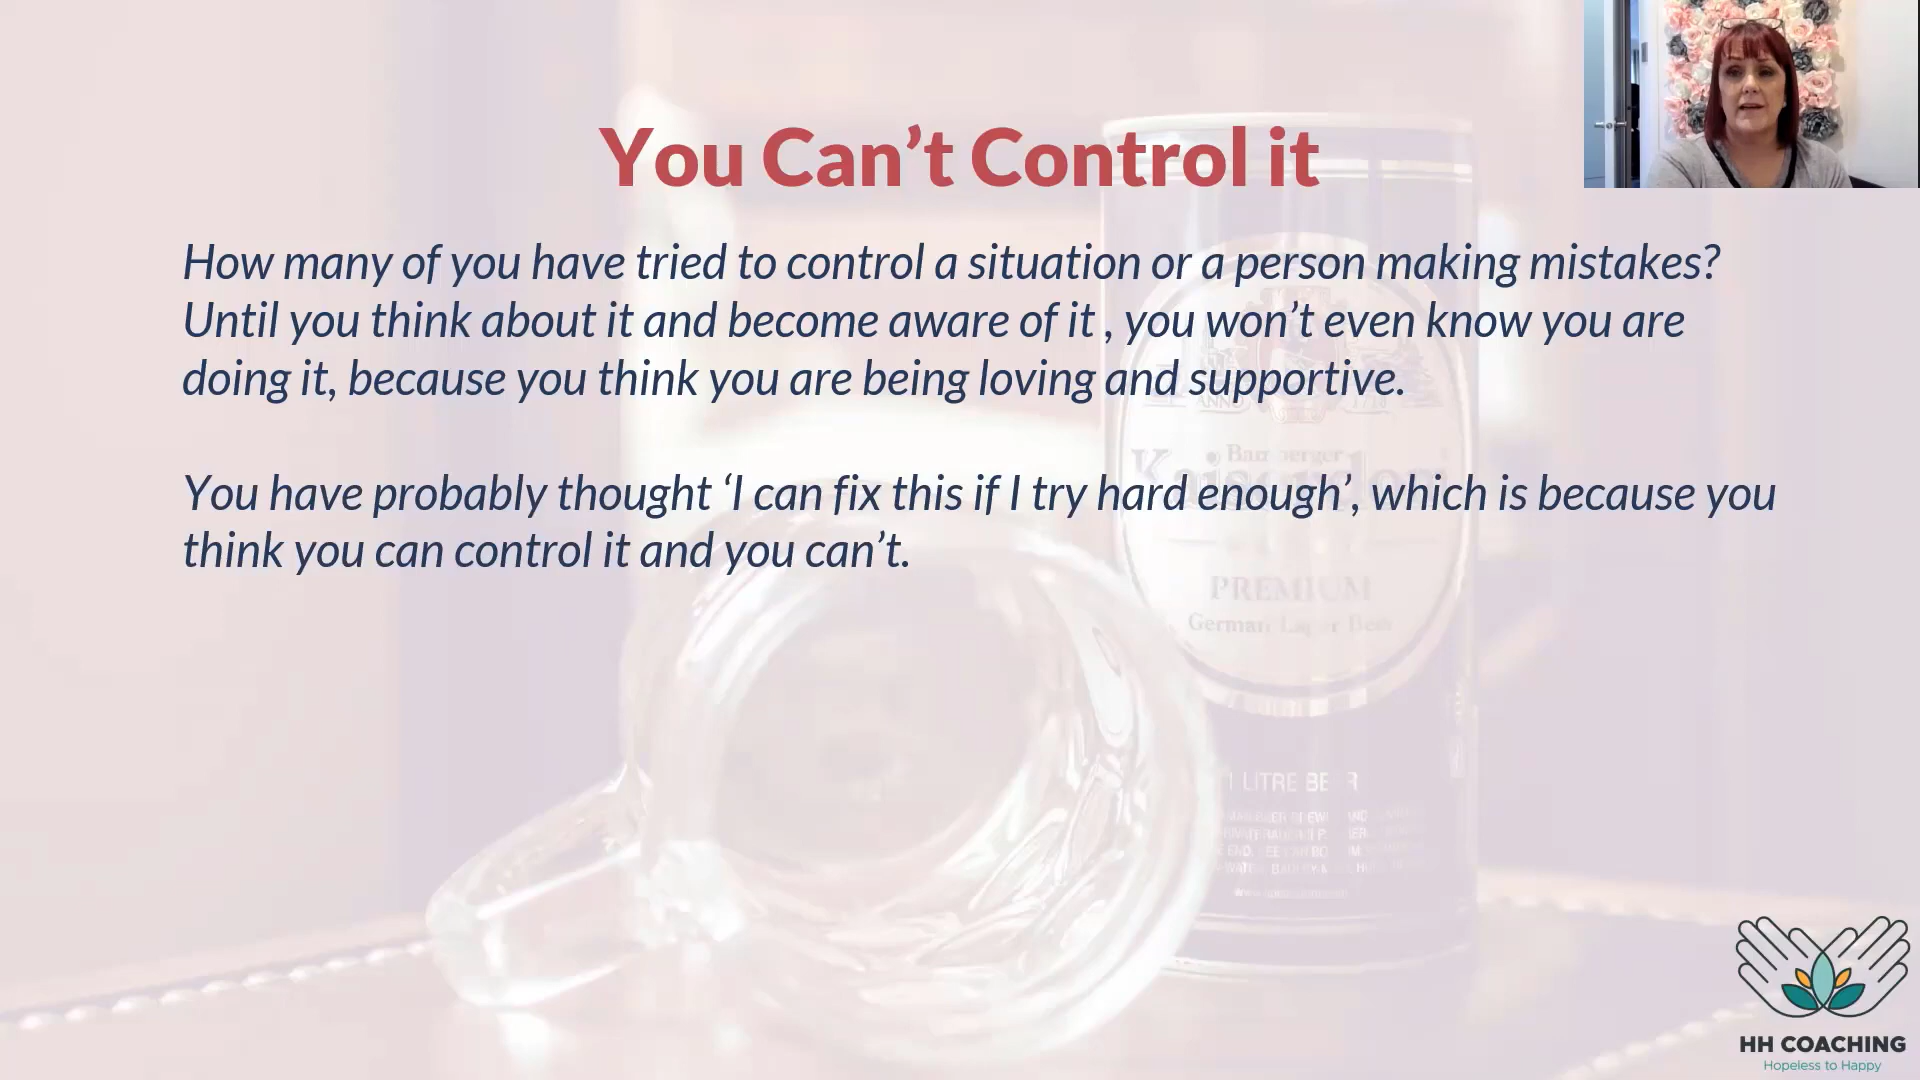 You Can’t Control it
How many of you have tried to control a situation or a person making mistakes?
Until you think about it and become aware of it , you won’t even know you are
doing it, because you think you are being loving and supportive.
You have probably thought ‘I can fix this if I try hard enough’, which is because you
think you can control it and you can’t.
ANNO 1718
Bamberger
Kaiserdom
PREMIUM
German Lager Beer
1 LITRE BEER
HH COACHING
Hopeless to Happy